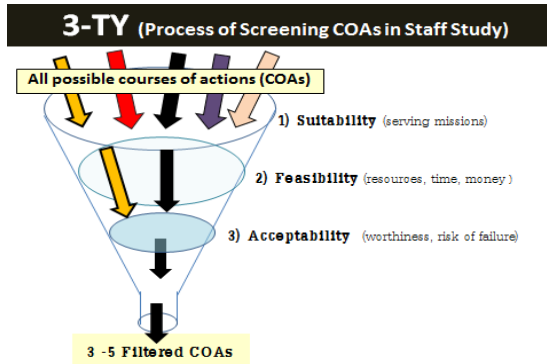 3-TY (Process of Screening COAs in Staff Study)
All possible courses of actions (COAs)
1) Suitability (serving missions)
2) Feasibility (resources, time, money )
3) Acceptability (worthiness, risk of failure)
3 -5 Filtered COAs